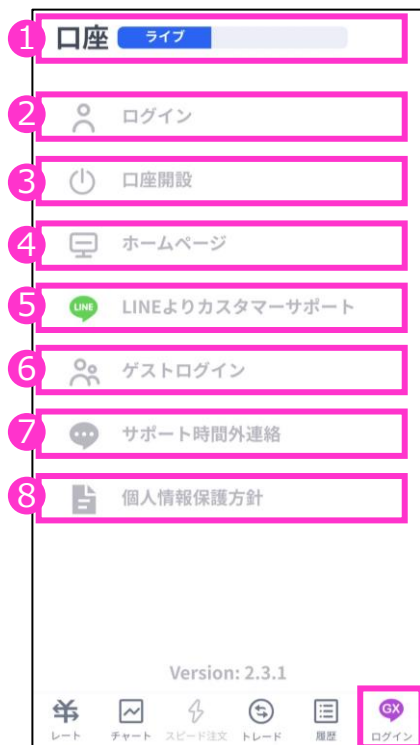 1 口座 ライブ
2 ログイン
3 口座開設
4 ホームページ
5 LINE LINEよりカスタマーサポート
6 ゲストログイン
7 サポート時間外連絡
8 個人情報保護方針
Version: 2.3.1
GX
レート チャート スピード注文 トレード 履歴 ログイン